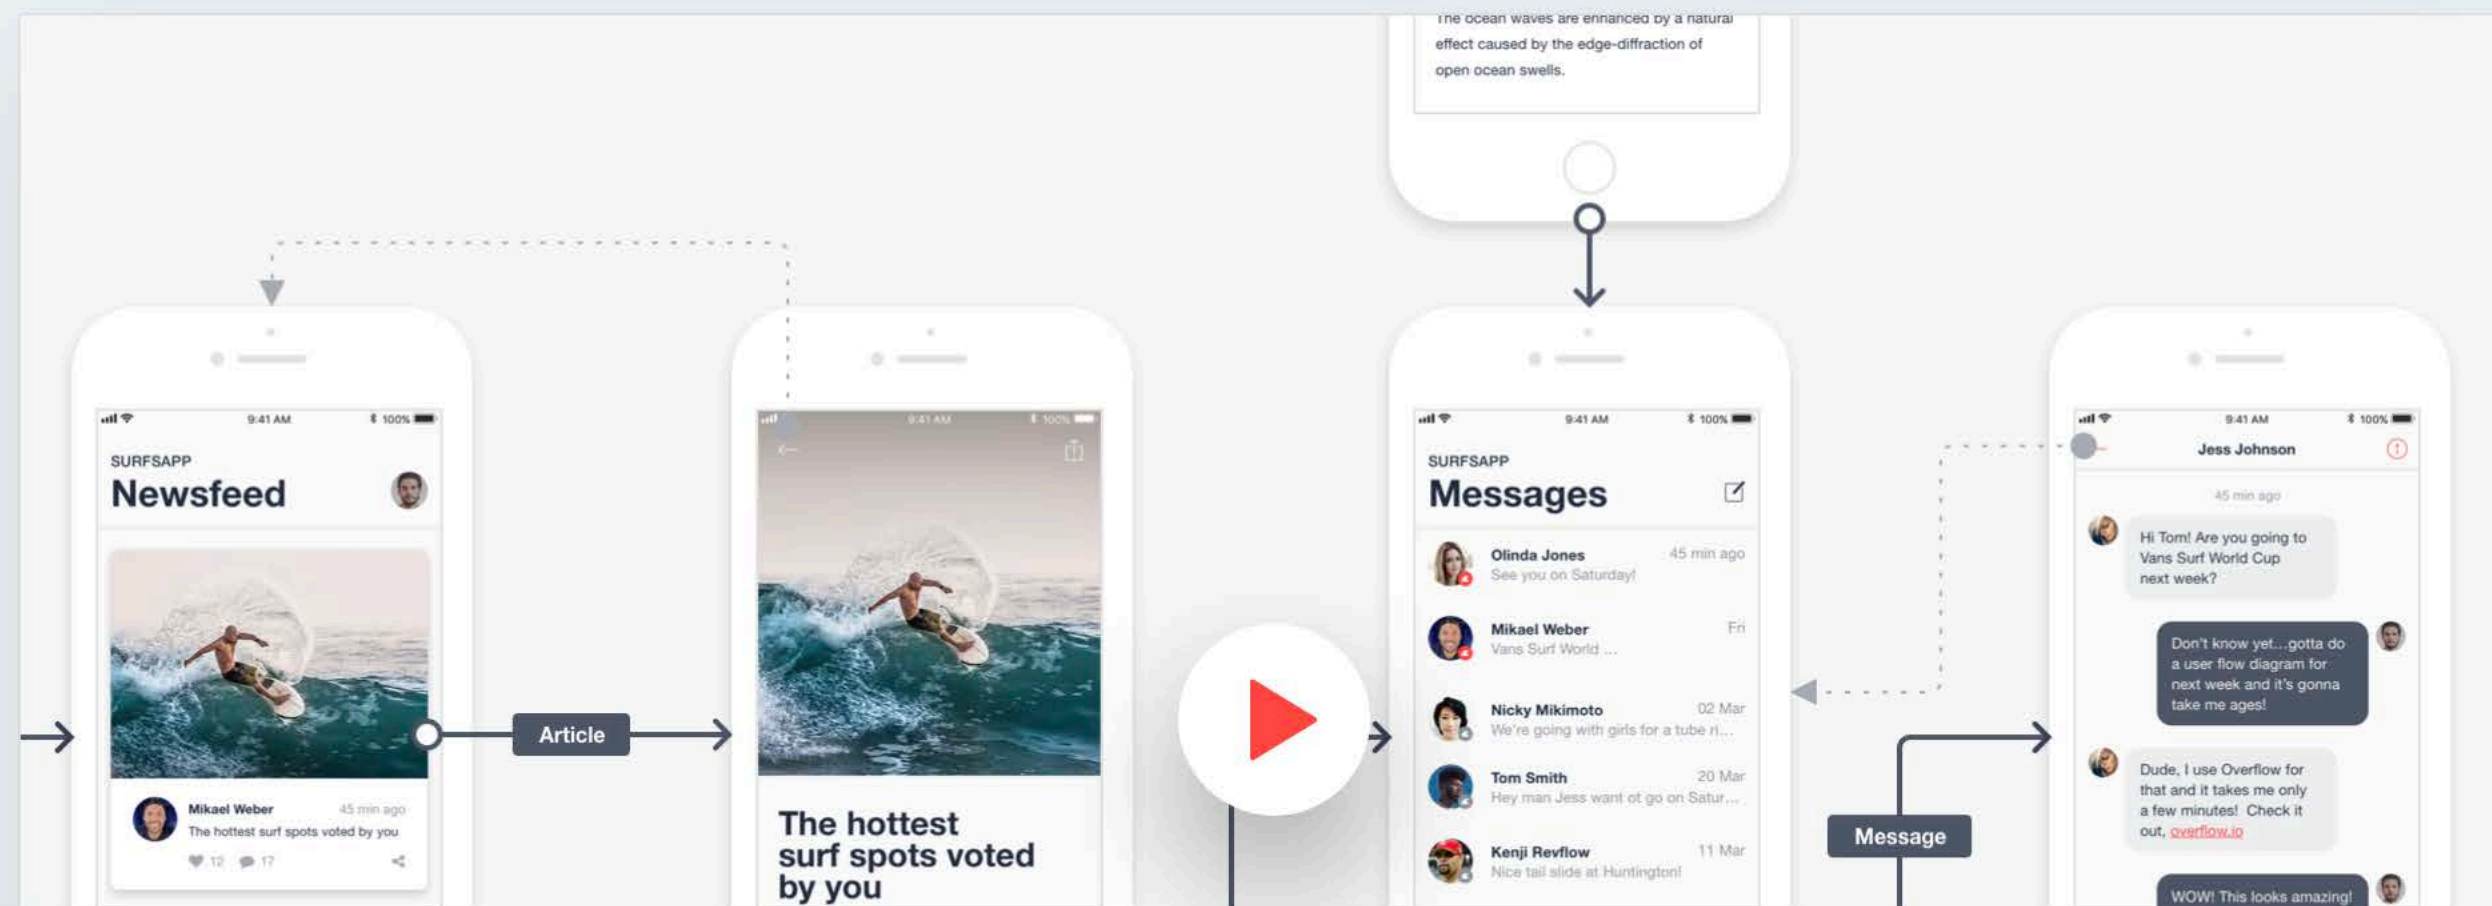 The ocean waves are enhanced by a natural
effect caused by the edge-diffraction of
open ocean swells.
9:41 AM
100%
SURFSAPP
Newsfeed
Mikael Weber
45 min ago
The hottest surf spots voted by you
12
17
Article
9:41 AM
100%
The hottest
surf spots voted
by you
9:41 AM
100%
SURFSAPP
Messages
Olinda Jones
45 min ago
See you on Saturday!
Mikael Weber
Fri
Vans Surf World ...
Nicky Mikimoto
02 Mar
We're going with girls for a tube ri...
Tom Smith
20 Mar
Hey man Jess want ot go on Satur...
Kenji Revflow
11 Mar
Nice tail slide at Huntington!
Message
9:41 AM
100%
Jess Johnson
45 min ago
Hi Tom! Are you going to
Vans Surf World Cup
next week?
Don't know yet...gotta do
a user flow diagram for
next week and it's gonna
take me ages!
Dude, I use Overflow for
that and it takes me only
a few minutes! Check it
out, overflow.io
WOW! This looks amazing!